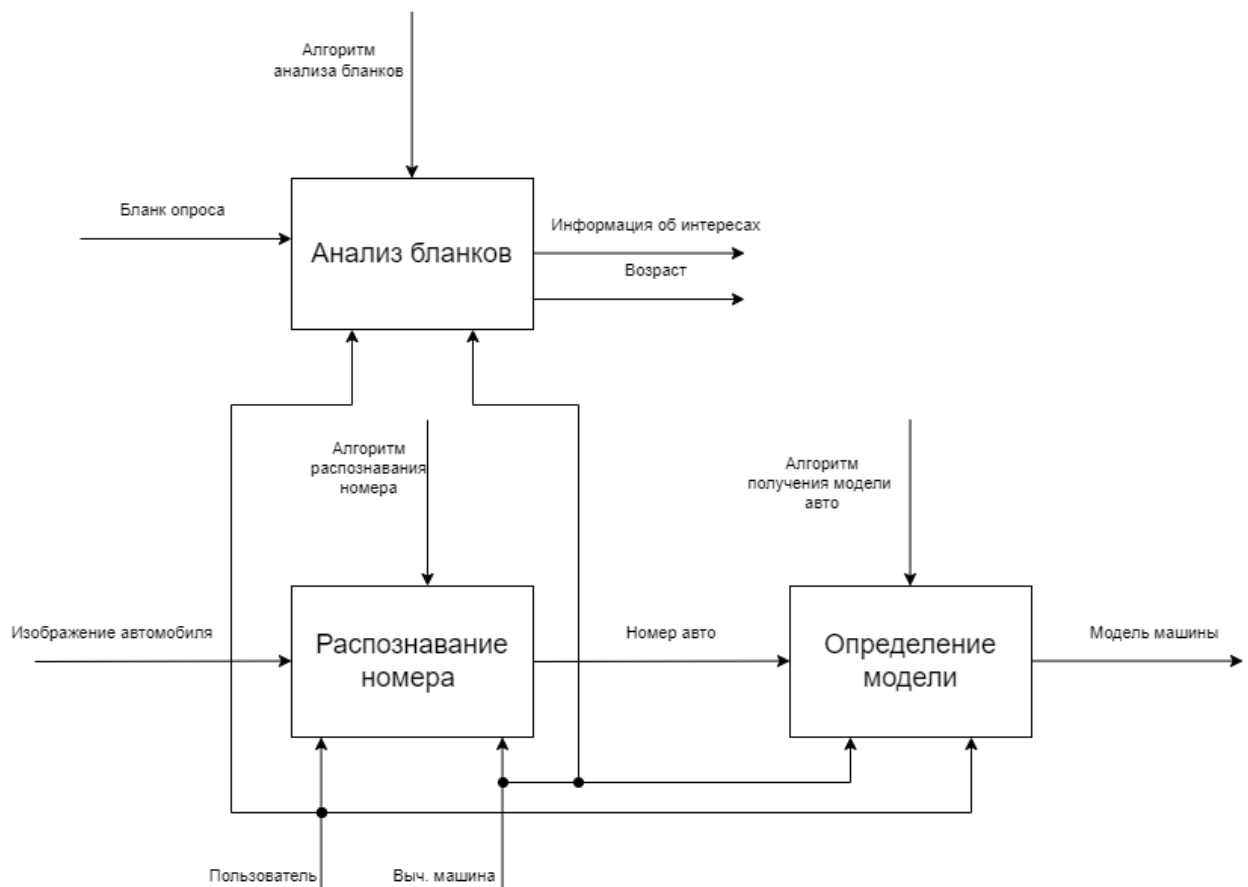 Алгоритм
анализа бланков
Бланк опроса
Анализ бланков
Информация об интересах
Возраст
Алгоритм
распознавания
номера
Алгоритм
получения модели
авто
Изображение автомобиля
Распознавание
номера
Номер авто
Определение
модели
Модель машины
Пользователь
Выч. машина